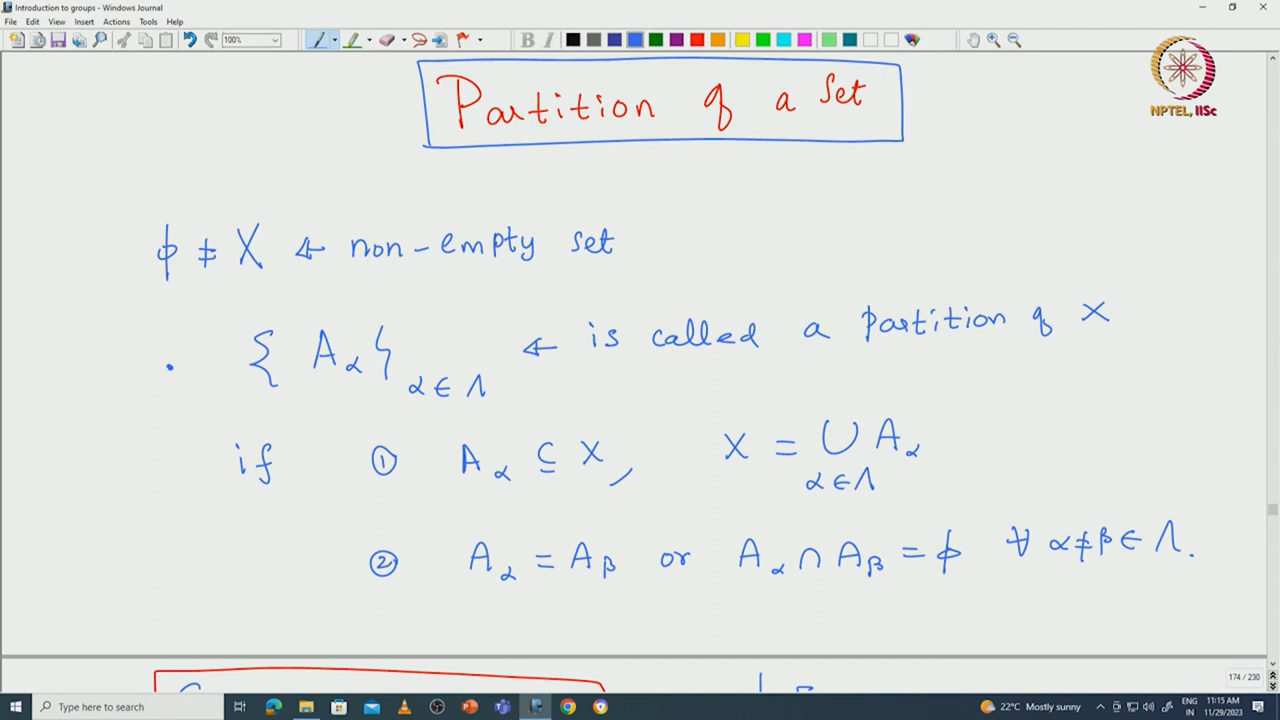 Introduction to groups - Windows Journal
File Edit View Insert Actions Tools Help
100%
B I
NPTEL, IISc
Partition of a set
ϕ ≠ X ← non-empty set
• { A_α }_{α ∈ Λ} ← is called a partition of X
if ① A_α ⊆ X, X = ∪_{α ∈ Λ} A_α
② A_α = A_β or A_α ∩ A_β = ϕ ∀ α ≠ β ∈ Λ.
174 / 230
Type here to search
22°C Mostly sunny
ENG
IN
11:15 AM
11/29/2023